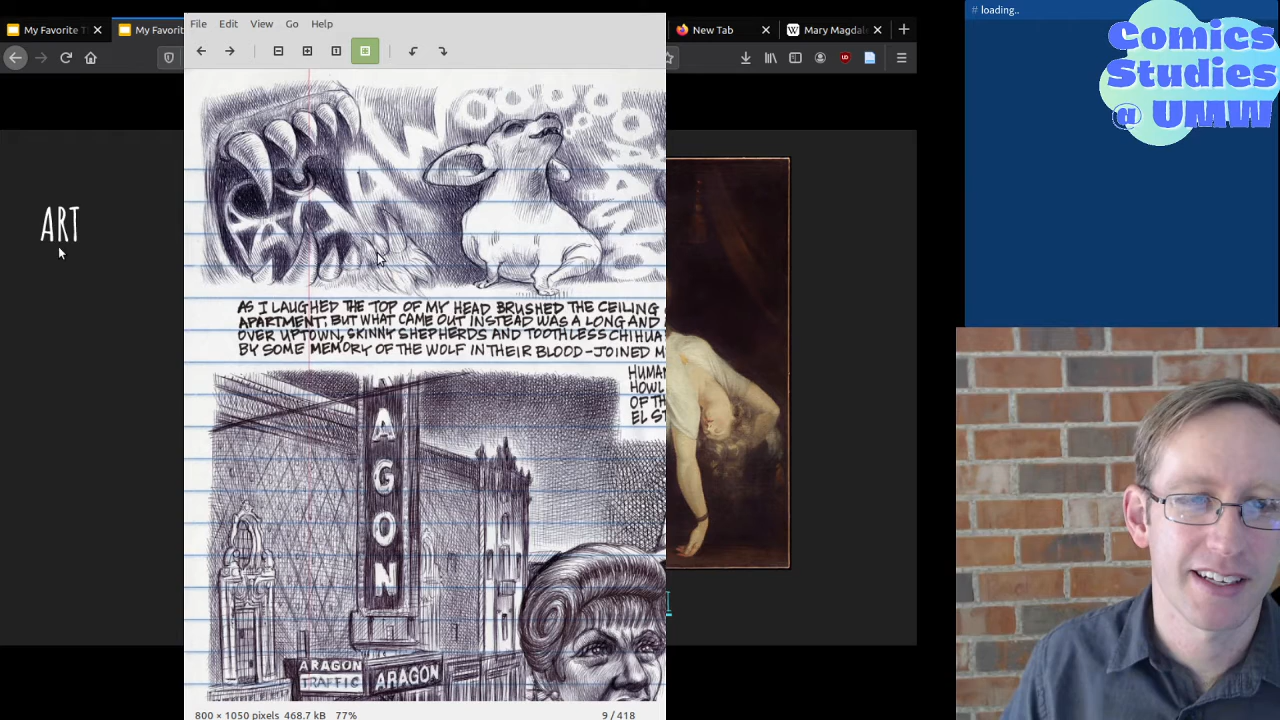 My Favorite T
My Favori
File Edit View Go Help
New Tab
Mary Magdal
# loading..
Comics
Studies
@ UMW
ART
AS I LAUGHED THE TOP OF MY HEAD BRUSHED THE CEILING
APARTMENT, BUT WHAT CAME OUT INSTEAD WAS A LONG AND
OVER UPTOWN, SKINNY SHEPHERDS AND TOOTHLESS CHIHUA
BY SOME MEMORY OF THE WOLF IN THEIR BLOOD-JOINED M
HUMAN
HOWL
OF TH
EL ST
ARAGON
ARAGON
TRAFFIC
ARAGON
800 × 1050 pixels 468.7 kB 77%
9 / 418